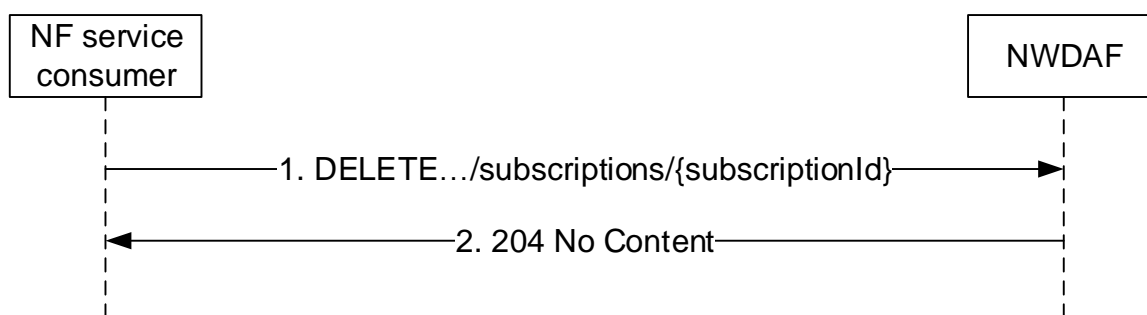 NF service
consumer
NWDAF
1. DELETE…/subscriptions/{subscriptionId}
2. 204 No Content